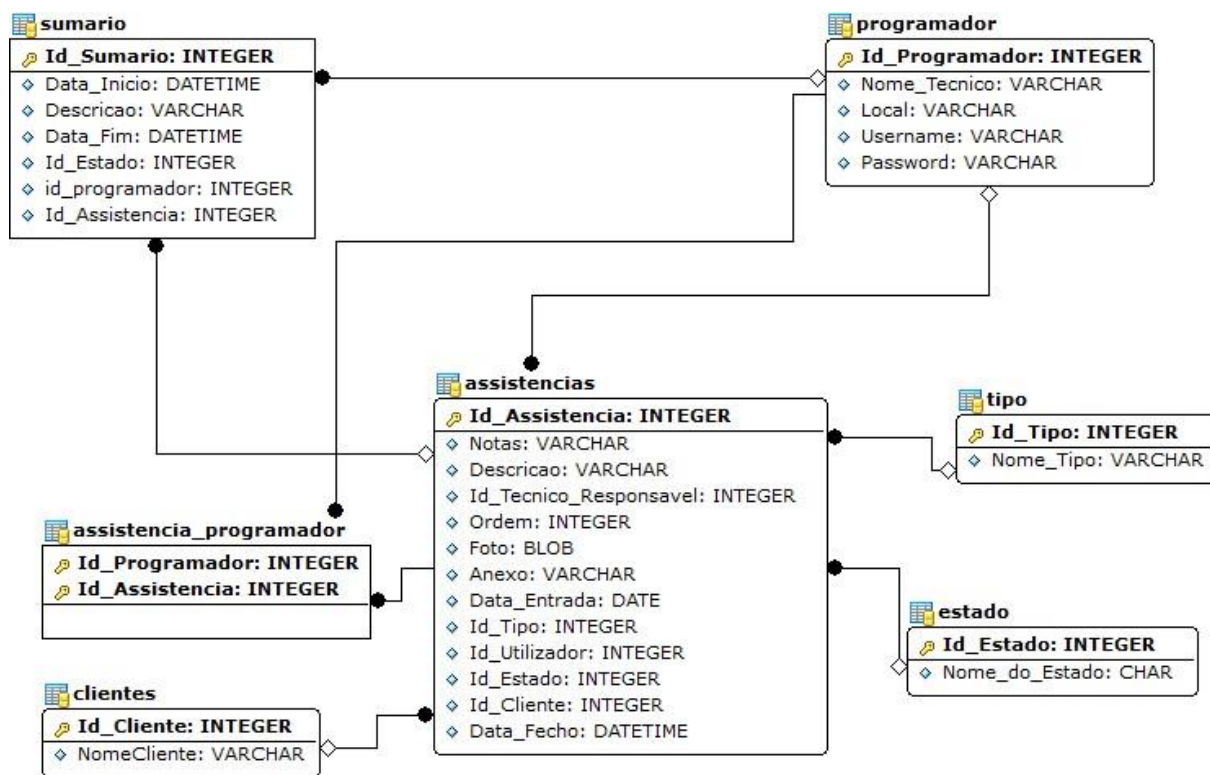 sumario
Id_Sumario: INTEGER
Data_Inicio: DATETIME
Descricao: VARCHAR
Data_Fim: DATETIME
Id_Estado: INTEGER
id_programador: INTEGER
Id_Assistencia: INTEGER
programador
Id_Programador: INTEGER
Nome_Tecnico: VARCHAR
Local: VARCHAR
Username: VARCHAR
Password: VARCHAR
assistencias
Id_Assistencia: INTEGER
Notas: VARCHAR
Descricao: VARCHAR
Id_Tecnico_Responsavel: INTEGER
Ordem: INTEGER
Foto: BLOB
Anexo: VARCHAR
Data_Entrada: DATE
Id_Tipo: INTEGER
Id_Utilizador: INTEGER
Id_Estado: INTEGER
Id_Cliente: INTEGER
Data_Fecho: DATETIME
tipo
Id_Tipo: INTEGER
Nome_Tipo: VARCHAR
assistencia_programador
Id_Programador: INTEGER
Id_Assistencia: INTEGER
estado
Id_Estado: INTEGER
Nome_do_Estado: CHAR
clientes
Id_Cliente: INTEGER
NomeCliente: VARCHAR